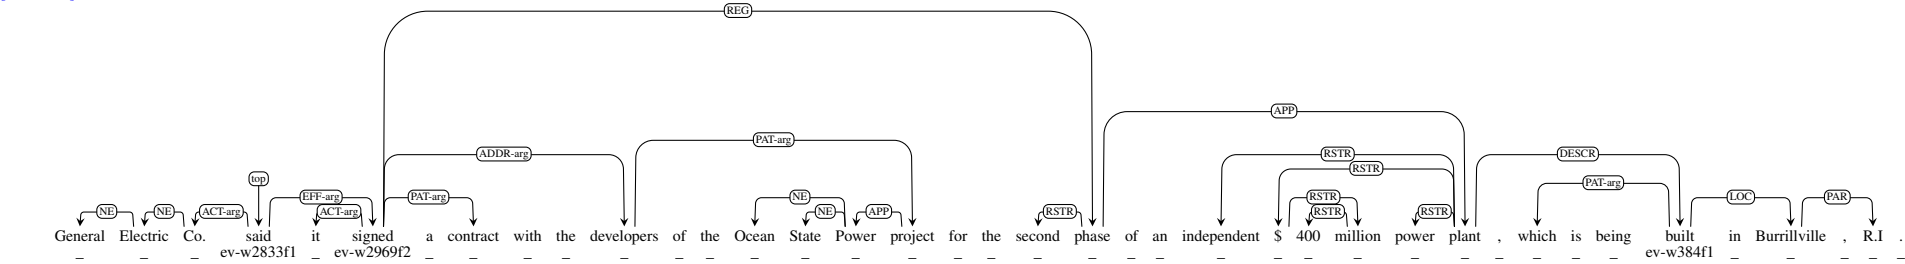 REG
APP
PAT-arg
ADDR-arg RSTR DESCR
RSTR
top PAT-arg
EFF-arg PAT-arg NE RSTR LOC PAR
NE NE ACT-arg ACT-arg NE APP RSTR RSTR RSTR
General Electric Co. said it signed a contract with the developers of the Ocean State Power project for the second phase of an independent $ 400 million power plant , which is being built in Burrillville , R.I .
_ _ _ ev-w2833f1 _ ev-w2969f2 _ _ _ _ _ _ _ _ _ _ _ _ _ _ _ _ _ _ _ _ _ _ _ _ _ _ _ ev-w384f1 _ _ _ _ _